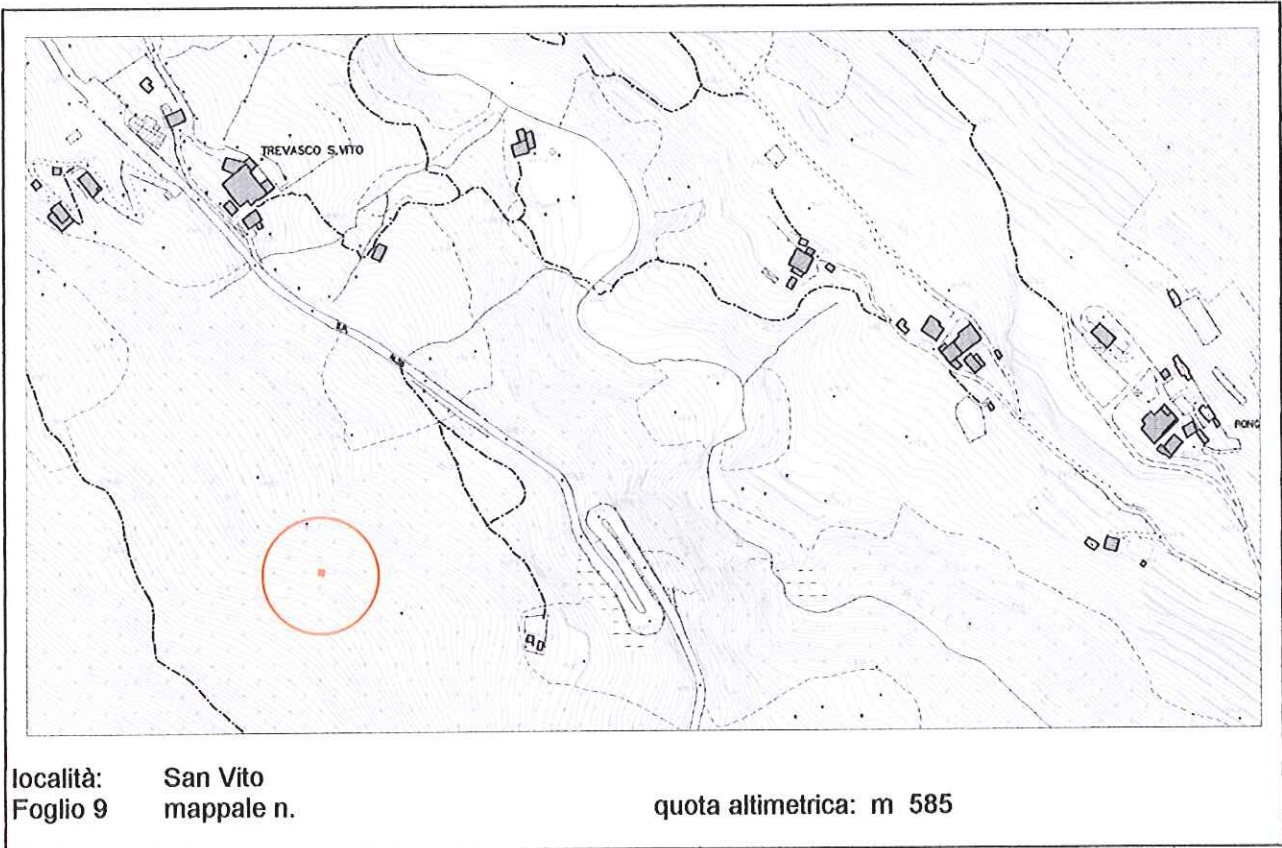 TREVASCO S.VITO
località: San Vito
Foglio 9 mappale n. quota altimetrica: m 585